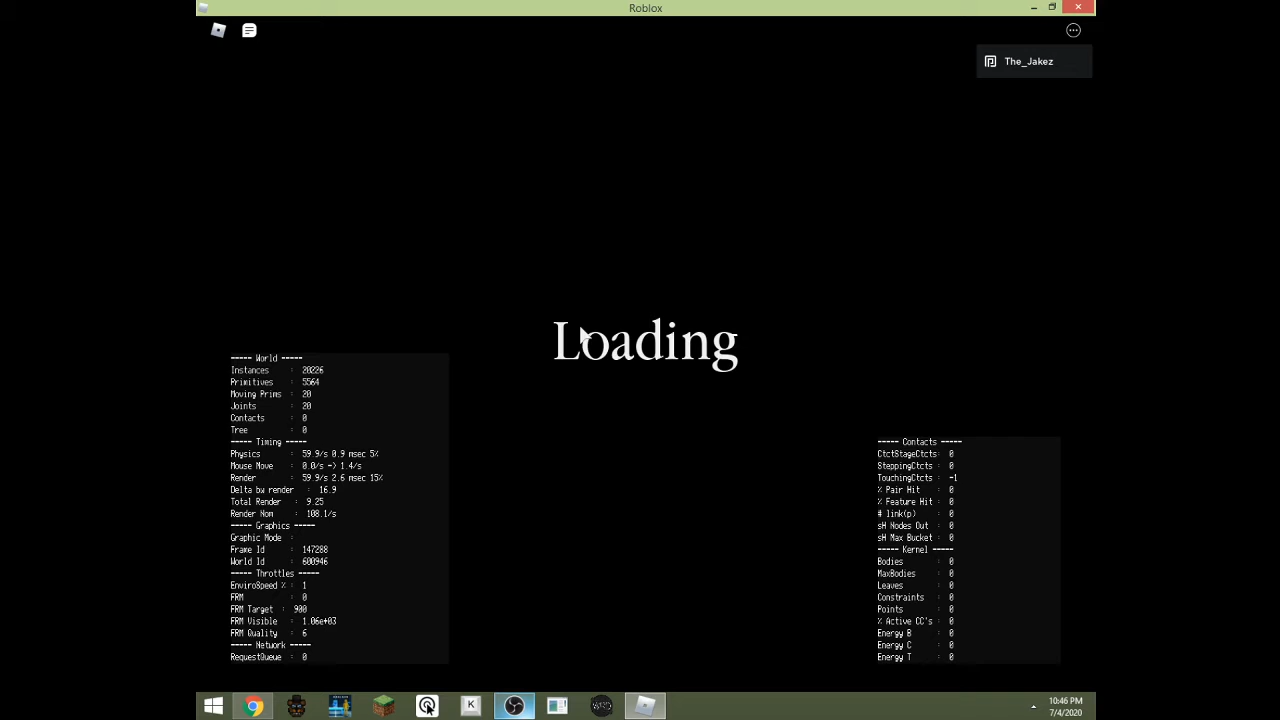 Roblox
The_Jakez
Loading
----- World -----
Instances : 20226
Primitives : 5564
Moving Prims : 20
Joints : 20
Contacts : 0
Tree : 0
----- Timing -----
Physics : 59.9/s 0.9 msec 5%
Mouse Move : 0.0/s -> 1.4/s
Render : 59.9/s 2.6 msec 15%
Delta bw render : 16.9
Total Render : 9.25
Render Nom : 108.1/s
----- Graphics -----
Graphic Mode :
Frame Id : 147288
World Id : 600946
----- Throttles -----
EnviroSpeed % : 1
FRM : 0
FRM Target : 900
FRM Visible : 1.06e+03
FRM Quality : 6
----- Network -----
RequestQueue : 0
----- Contacts -----
CtctStageCtcts: 0
SteppingCtcts : 0
TouchingCtcts : -1
% Pair Hit : 0
% Feature Hit : 0
# link(p) : 0
sH Nodes Out : 0
sH Max Bucket : 0
----- Kernel -----
Bodies : 0
MaxBodies : 0
Leaves : 0
Constraints : 0
Points : 0
% Active CC's : 0
Energy B : 0
Energy C : 0
Energy T : 0
K
WRD
10:46 PM
7/4/2020